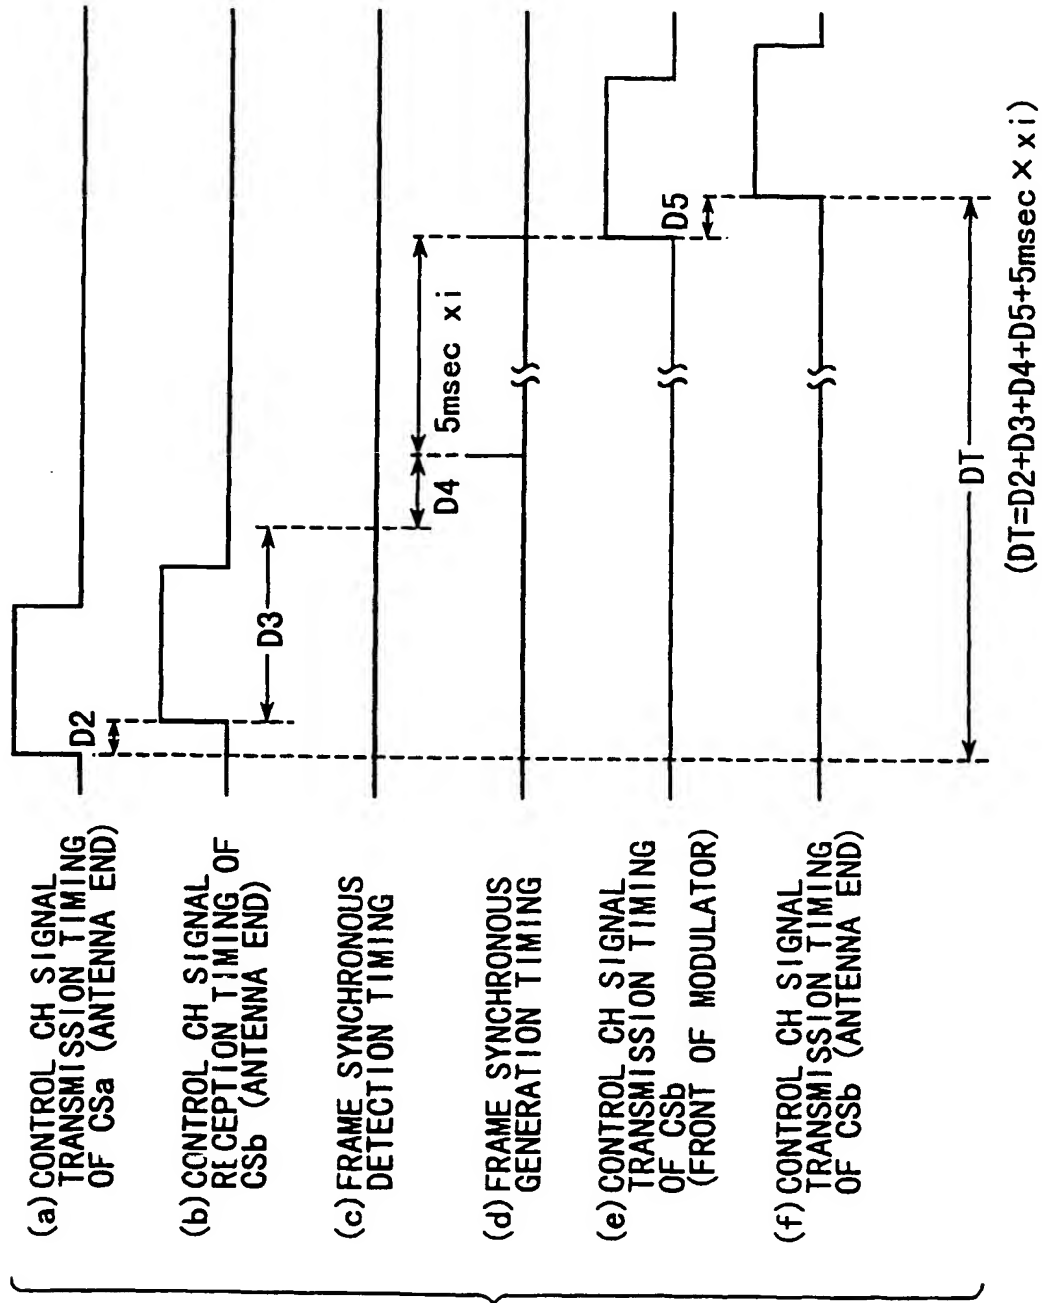 (a) CONTROL CH SIGNAL
TRANSMISSION TIMING
OF CSa (ANTENNA END)
D2
(b) CONTROL CH SIGNAL
RECEPTION TIMING OF
CSb (ANTENNA END)
D3
(c) FRAME SYNCHRONOUS
DETECTION TIMING
D4
5msec xi
(d) FRAME SYNCHRONOUS
GENERATION TIMING
(e) CONTROL CH SIGNAL
TRANSMISSION TIMING
OF CSb
(FRONT OF MODULATOR)
D5
(f) CONTROL CH SIGNAL
TRANSMISSION TIMING
OF CSb (ANTENNA END)
DT
(DT=D2+D3+D4+D5+5msec × xi)